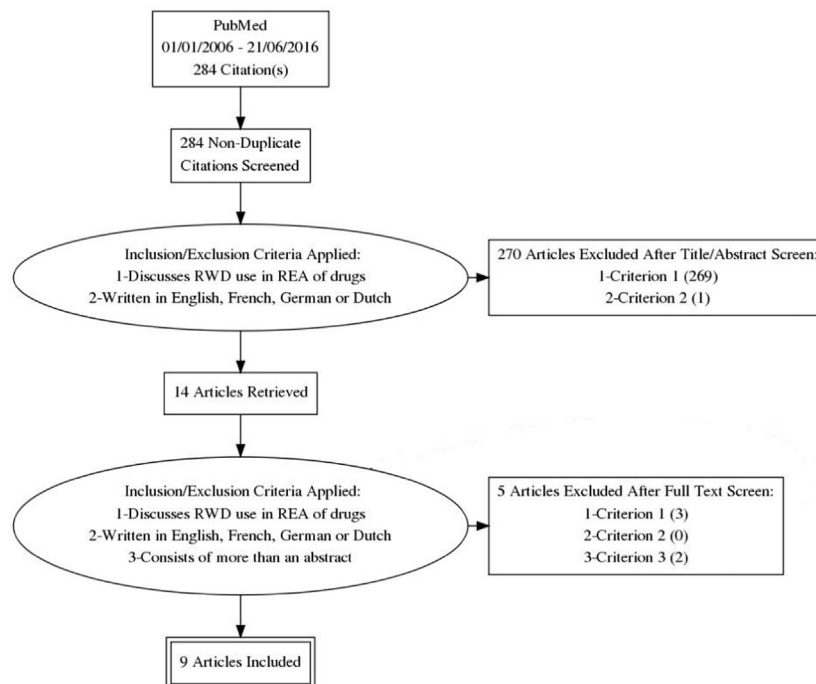 PubMed
01/01/2006 - 21/06/2016
284 Citation(s)
284 Non-Duplicate
Citations Screened
Inclusion/Exclusion Criteria Applied:
1-Discusses RWD use in REA of drugs
2-Written in English, French, German or Dutch
270 Articles Excluded After Title/Abstract Screen:
1-Criterion 1 (269)
2-Criterion 2 (1)
14 Articles Retrieved
Inclusion/Exclusion Criteria Applied:
1-Discusses RWD use in REA of drugs
2-Written in English, French, German or Dutch
3-Consists of more than an abstract
5 Articles Excluded After Full Text Screen:
1-Criterion 1 (3)
2-Criterion 2 (0)
3-Criterion 3 (2)
9 Articles Included